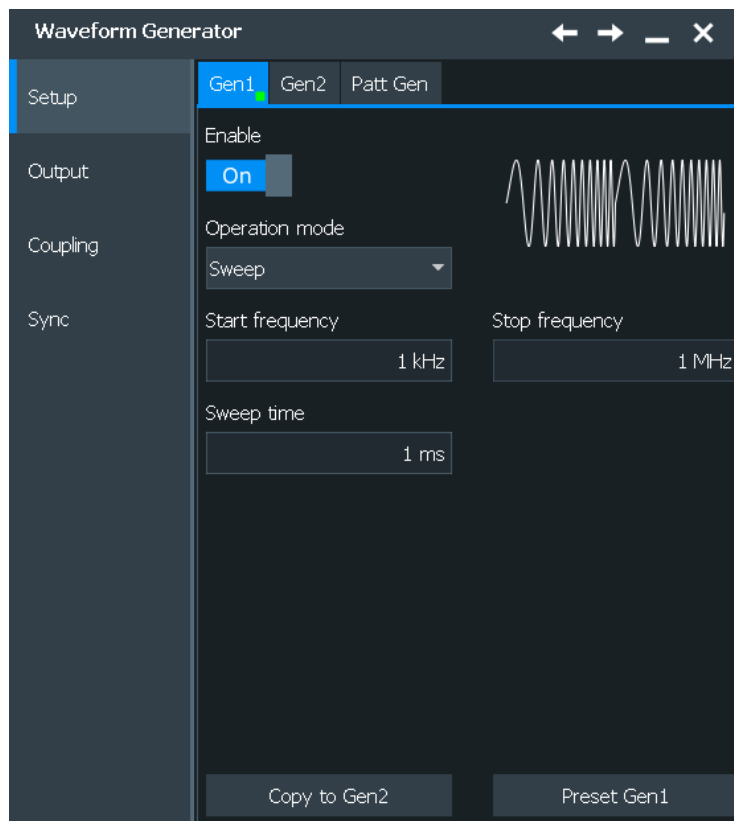 Waveform Generator
Setup
Output
Coupling
Sync
Gen1 Gen2 Patt Gen
Enable
On
Operation mode
Sweep
Start frequency Stop frequency
1 kHz 1 MHz
Sweep time
1 ms
Copy to Gen2 Preset Gen1